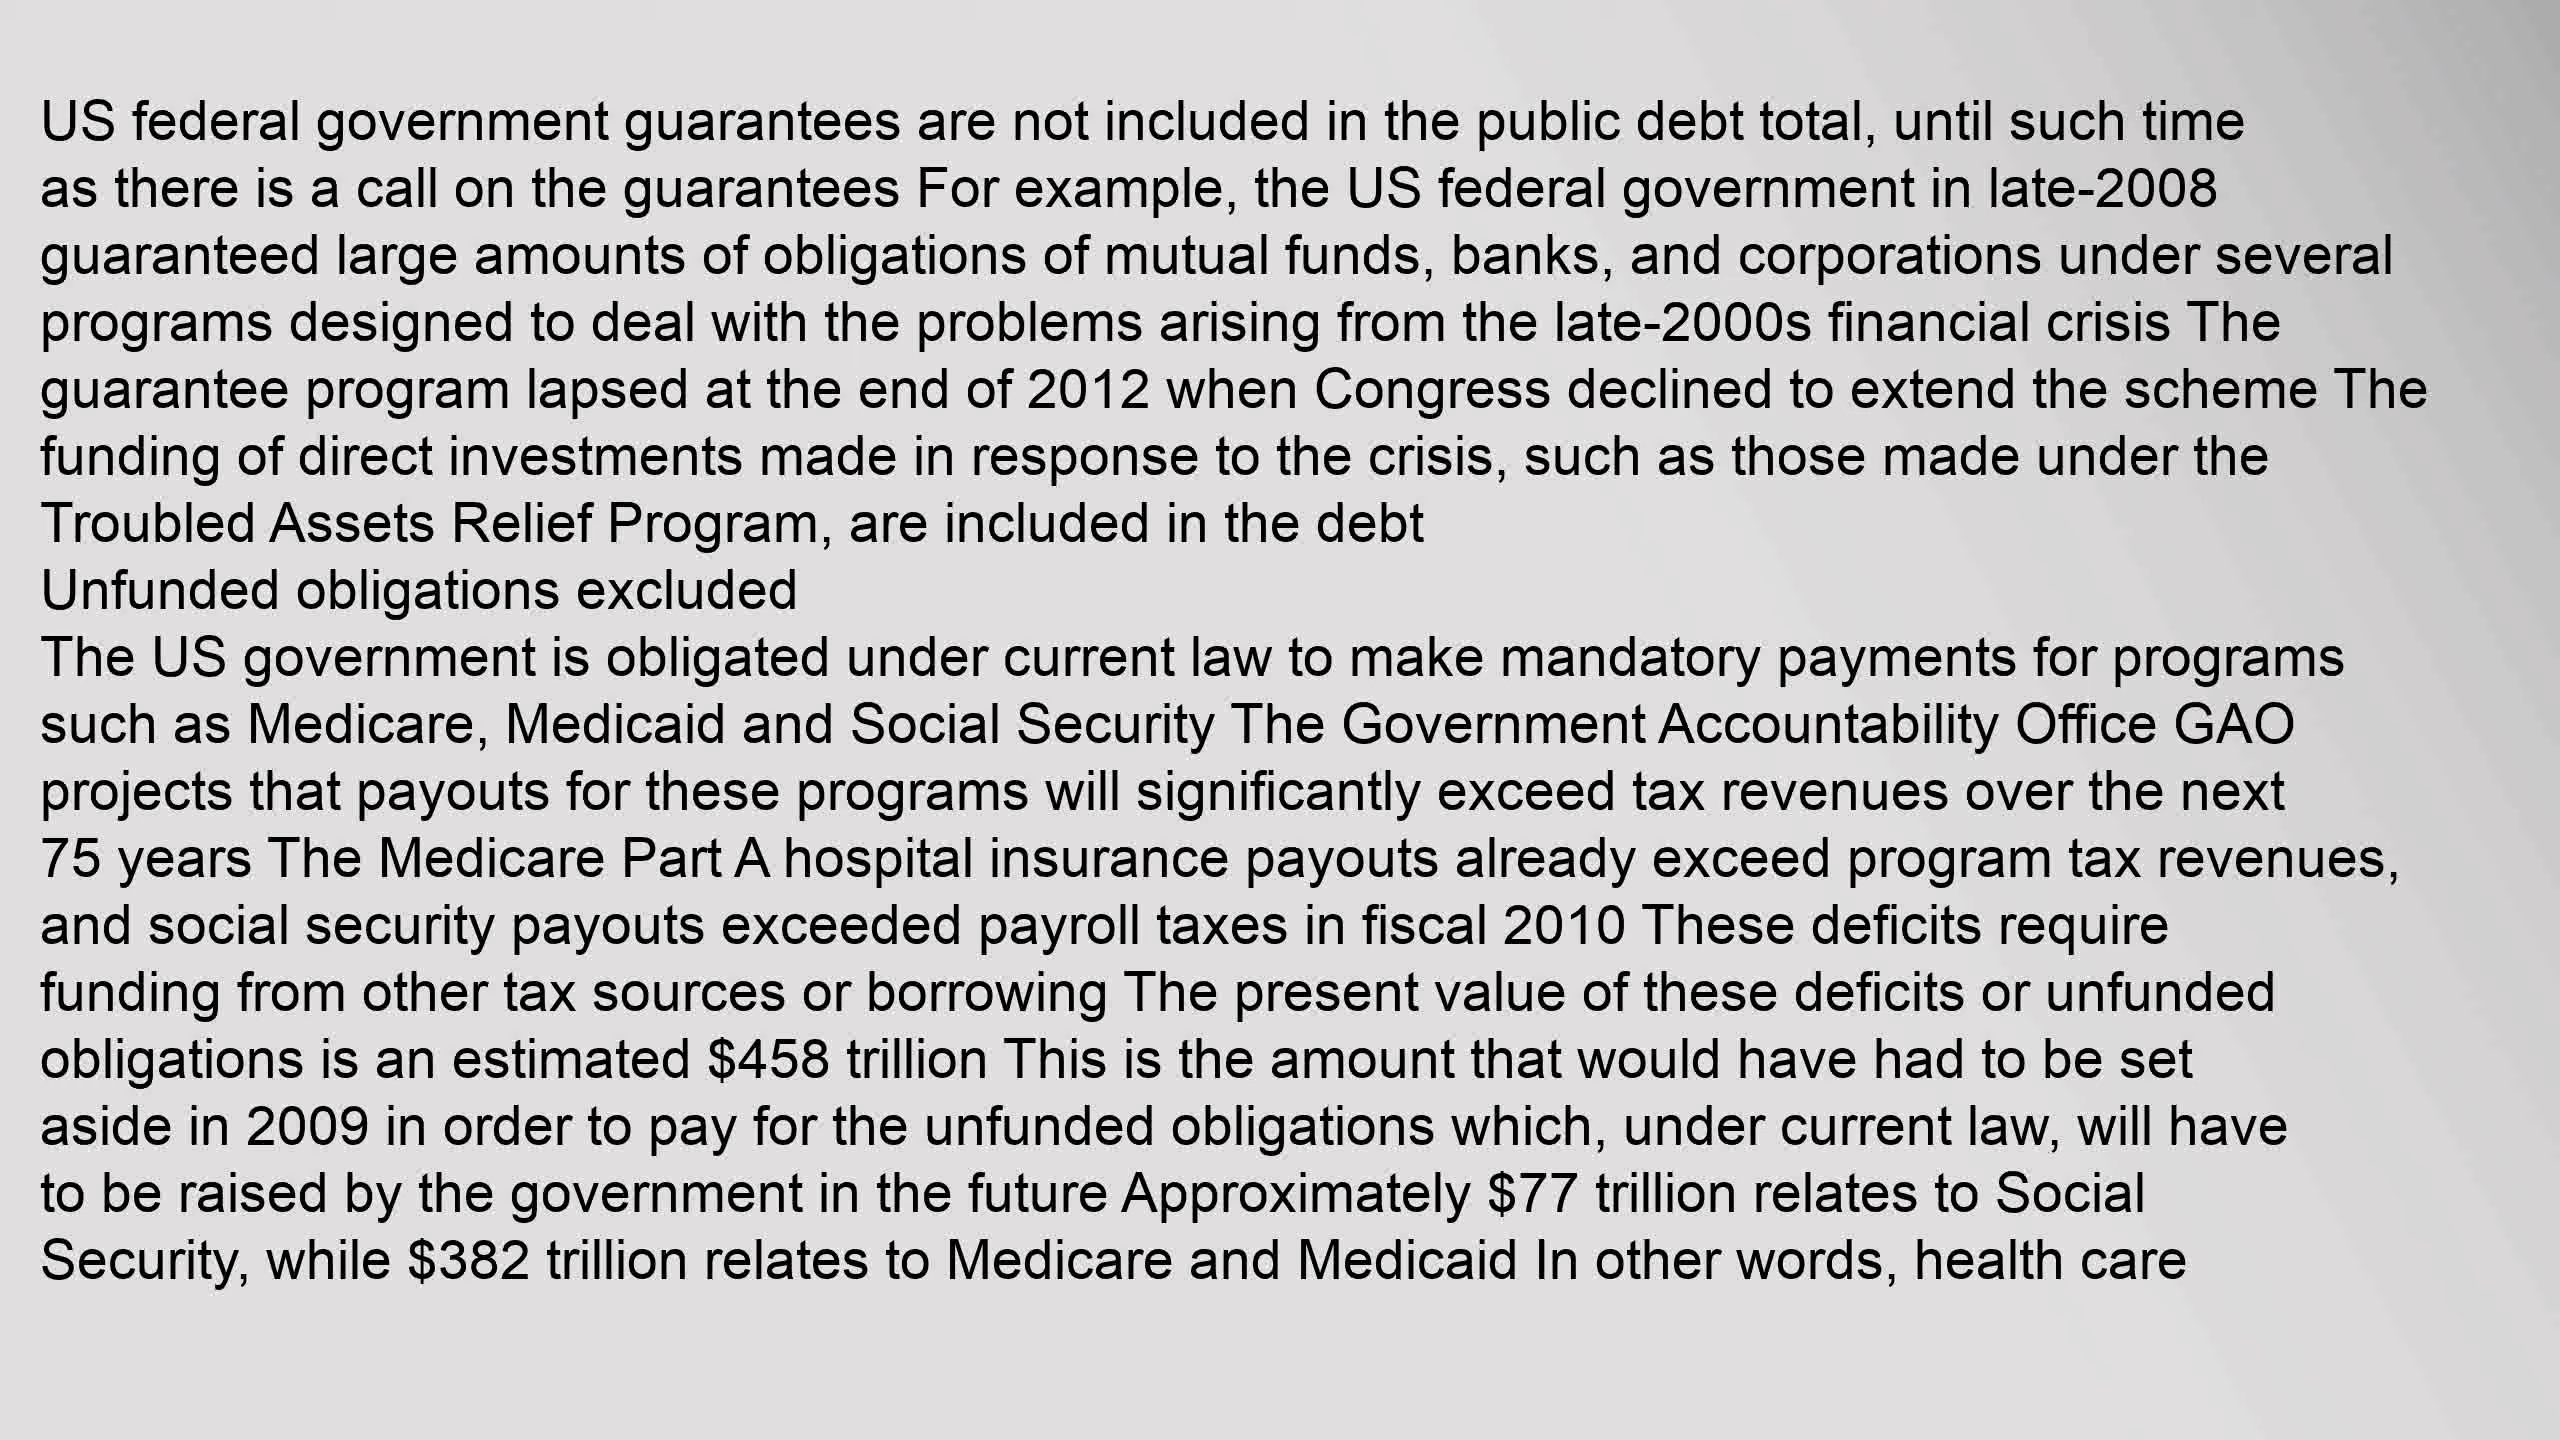 US federal government guarantees are not included in the public debt total, until such time
as there is a call on the guarantees For example, the US federal government in late-2008
guaranteed large amounts of obligations of mutual funds, banks, and corporations under several
programs designed to deal with the problems arising from the late-2000s financial crisis The
guarantee program lapsed at the end of 2012 when Congress declined to extend the scheme The
funding of direct investments made in response to the crisis, such as those made under the
Troubled Assets Relief Program, are included in the debt
Unfunded obligations excluded
The US government is obligated under current law to make mandatory payments for programs
such as Medicare, Medicaid and Social Security The Government Accountability Office GAO
projects that payouts for these programs will significantly exceed tax revenues over the next
75 years The Medicare Part A hospital insurance payouts already exceed program tax revenues,
and social security payouts exceeded payroll taxes in fiscal 2010 These deficits require
funding from other tax sources or borrowing The present value of these deficits or unfunded
obligations is an estimated $458 trillion This is the amount that would have had to be set
aside in 2009 in order to pay for the unfunded obligations which, under current law, will have
to be raised by the government in the future Approximately $77 trillion relates to Social
Security, while $382 trillion relates to Medicare and Medicaid In other words, health care